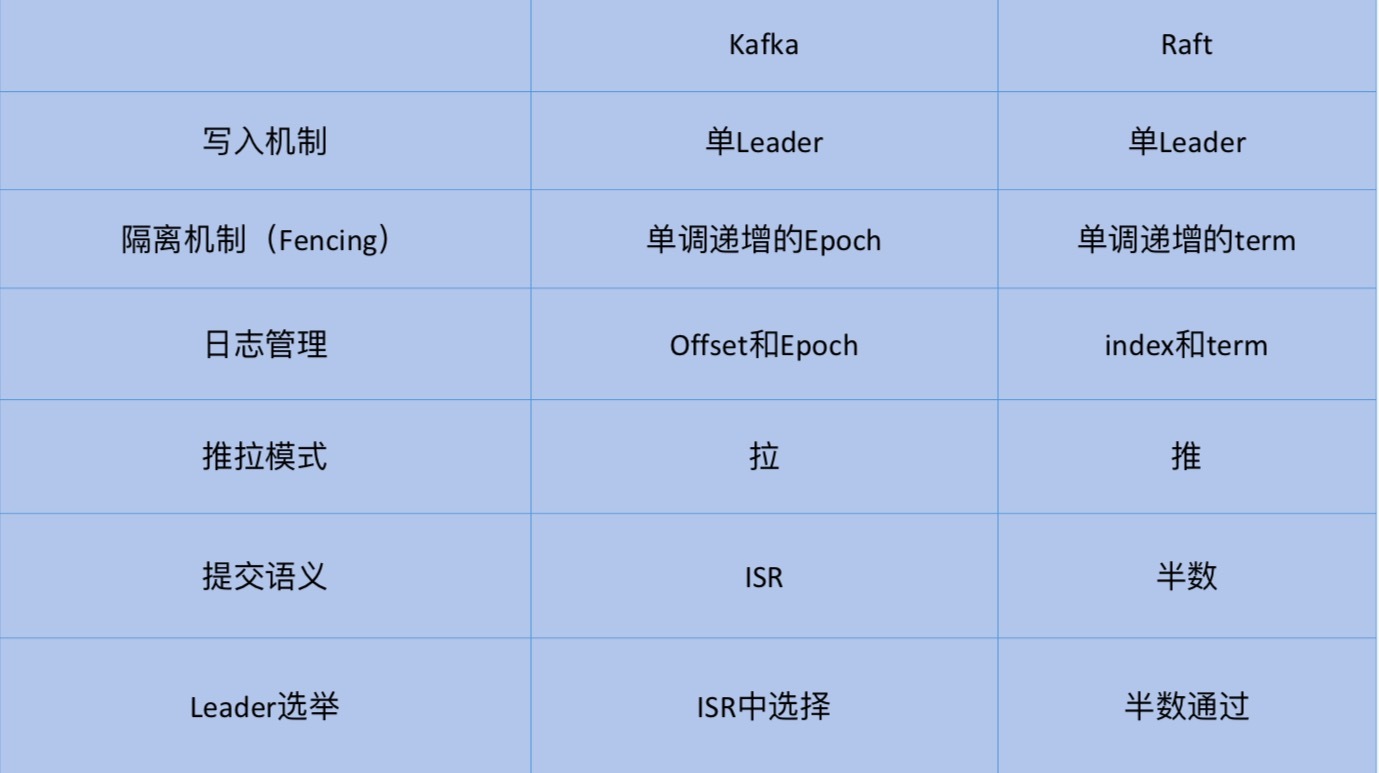 Kafka
Raft
写入机制
单Leader
单Leader
隔离机制（Fencing）
单调递增的Epoch
单调递增的term
日志管理
Offset和Epoch
index和term
推拉模式
拉
推
提交语义
ISR
半数
Leader选举
ISR中选择
半数通过